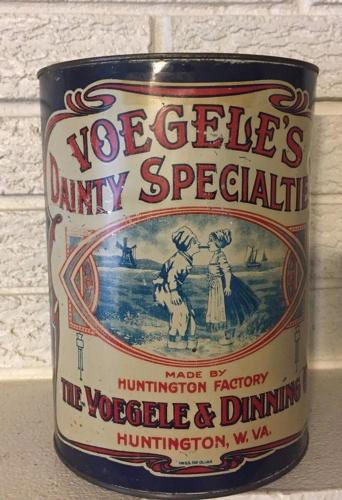 VOEGELE'S
DAINTY SPECIALTIE
MADE BY
HUNTINGTON FACTORY
THE VOEGELE & DINNING
HUNTINGTON, W. VA.